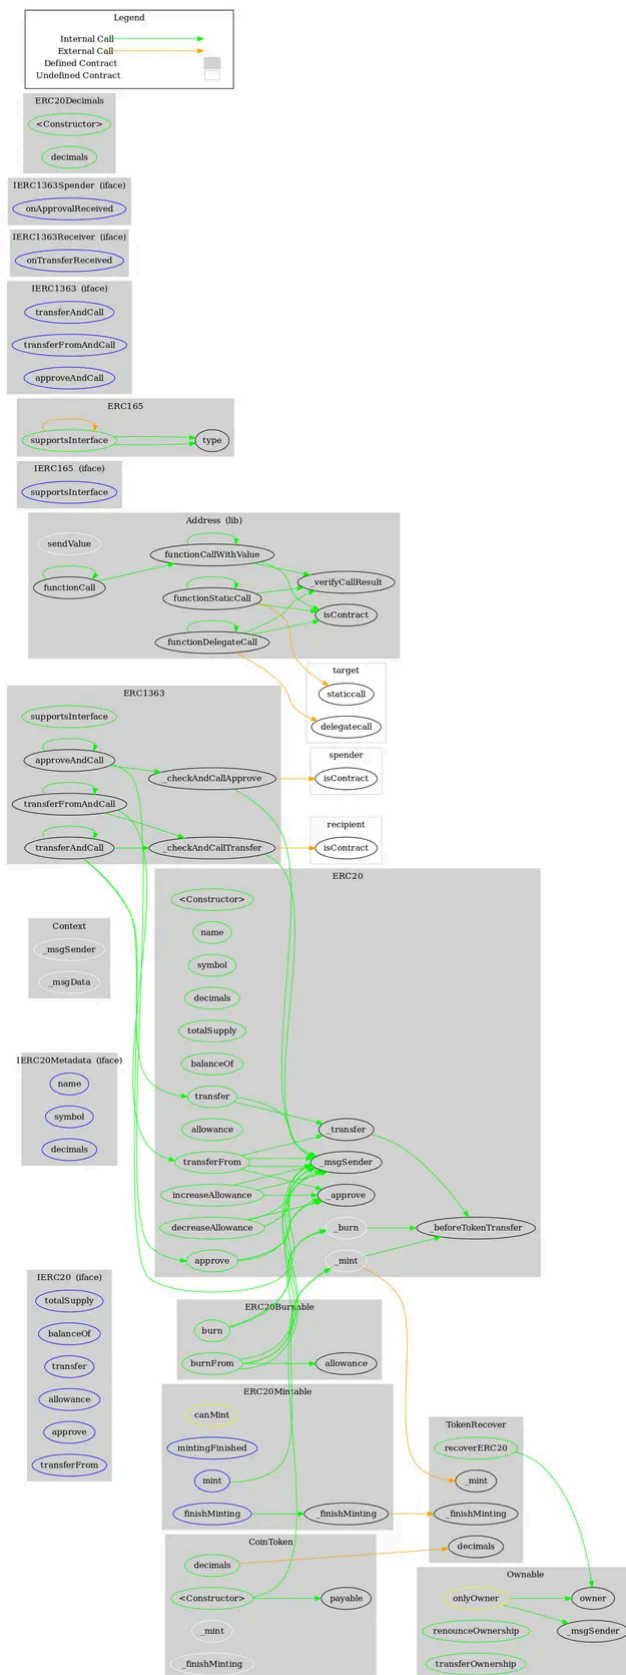 Legend
Internal Call
External Call
Defined Contract
Undefined Contract
ERC20Decimals
<Constructor>
decimals
IERC1363Spender (iface)
onApprovalReceived
IERC1363Receiver (iface)
onTransferReceived
IERC1363 (iface)
transferAndCall
transferFromAndCall
approveAndCall
ERC165
supportsInterface
type
IERC165 (iface)
supportsInterface
Address (lib)
sendValue
functionCallWithValue
functionCall
_verifyCallResult
functionStaticCall
isContract
functionDelegateCall
target
staticcall
delegatecall
ERC1363
supportsInterface
approveAndCall
_checkAndCallApprove
transferFromAndCall
transferAndCall
_checkAndCallTransfer
spender
isContract
recipient
isContract
ERC20
<Constructor>
name
symbol
decimals
totalSupply
balanceOf
transfer
allowance
_transfer
transferFrom
_msgSender
increaseAllowance
_approve
decreaseAllowance
_burn
_beforeTokenTransfer
approve
_mint
Context
_msgSender
_msgData
IERC20Metadata (iface)
name
symbol
decimals
IERC20 (iface)
totalSupply
balanceOf
transfer
allowance
approve
transferFrom
ERC20Burnable
burn
burnFrom
allowance
ERC20Mintable
canMint
mintingFinished
mint
finishMinting
_finishMinting
TokenRecover
recoverERC20
_mint
_finishMinting
decimals
CoinToken
decimals
<Constructor>
payable
_mint
_finishMinting
Ownable
onlyOwner
owner
renounceOwnership
_msgSender
transferOwnership